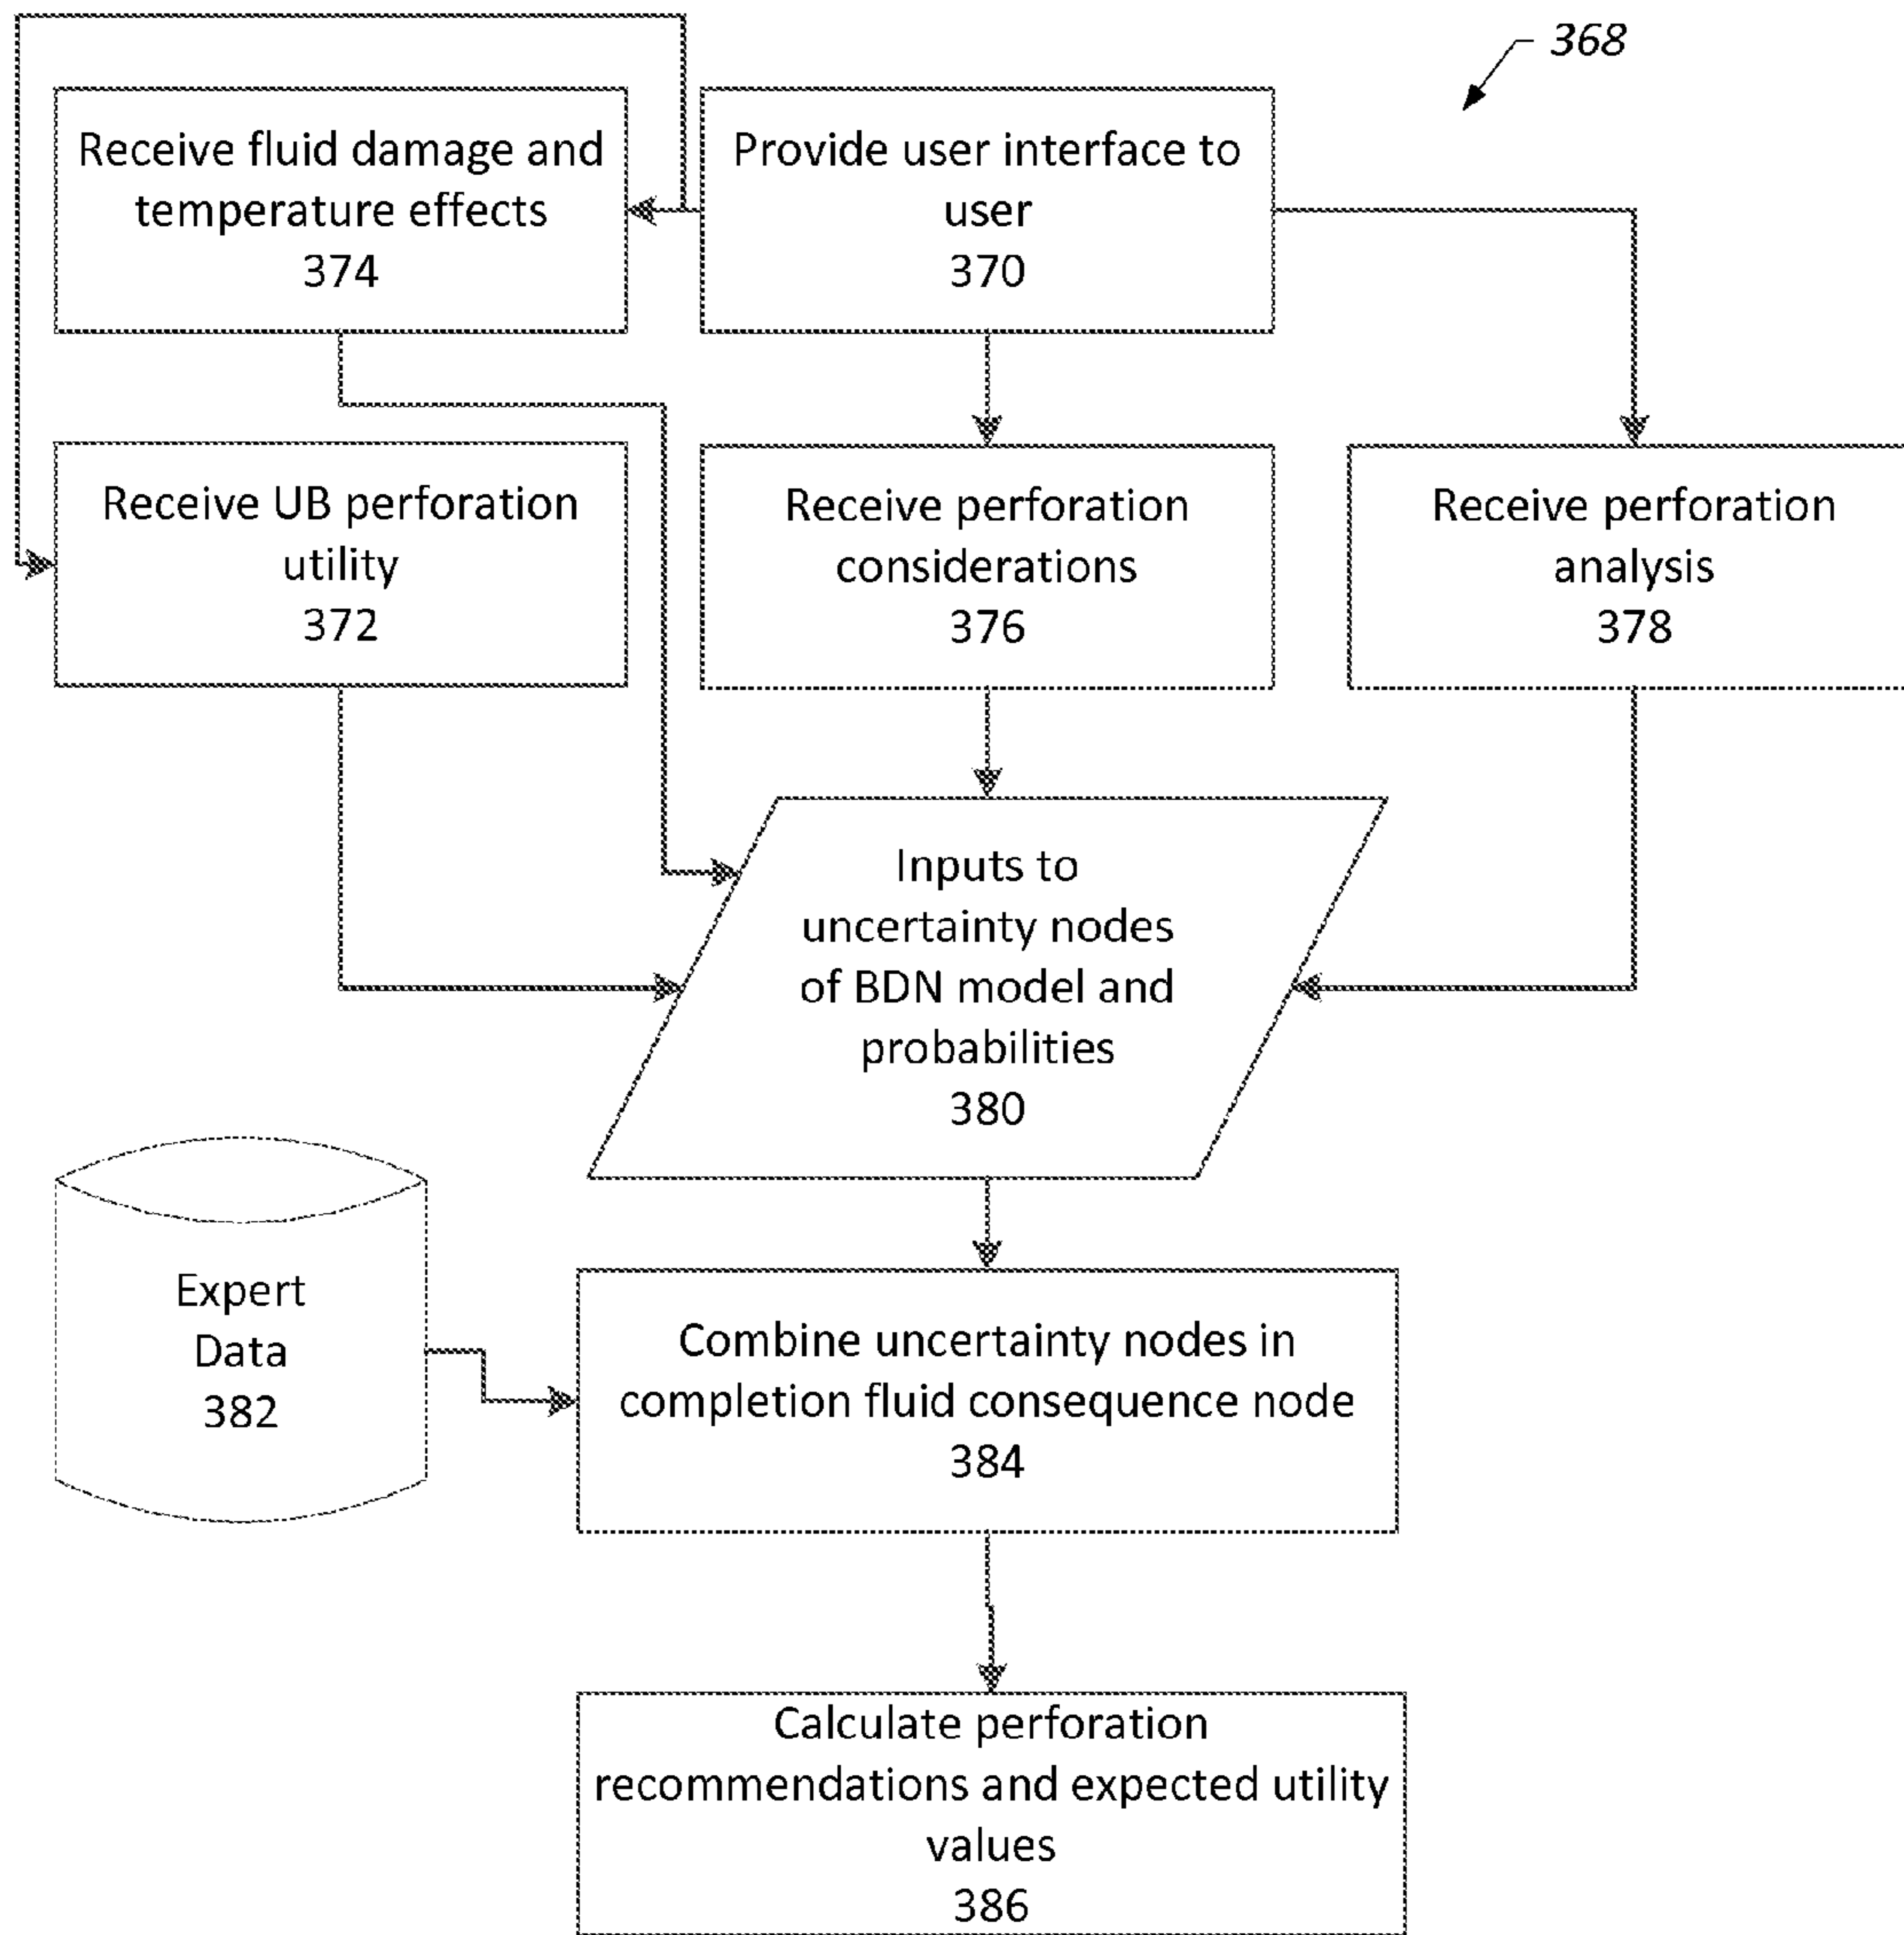 368
Receive fluid damage and
temperature effects
374
Provide user interface to
user
370
Receive UB perforation
utility
372
Receive perforation
considerations
376
Receive perforation
analysis
378
Inputs to
uncertainty nodes
of BDN model and
probabilities
380
Expert
Data
382
Combine uncertainty nodes in
completion fluid consequence node
384
Calculate perforation
recommendations and expected utility
values
386